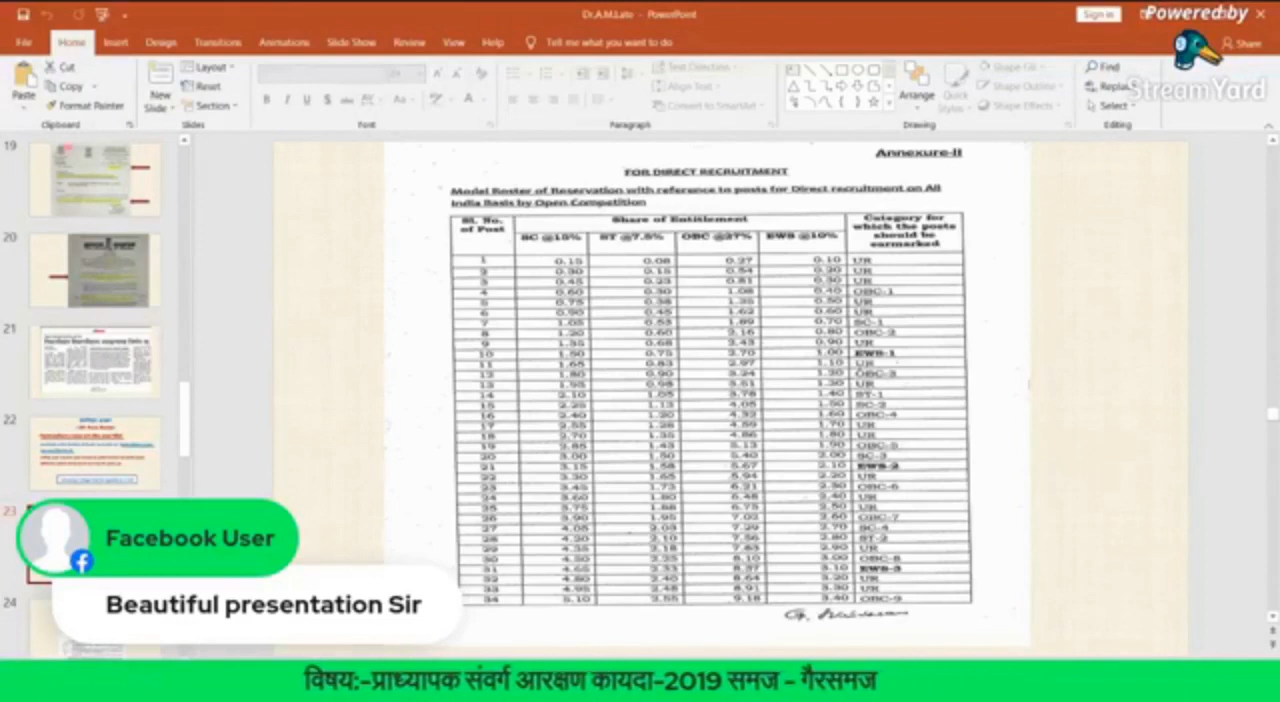 Dr.A.M.Late - PowerPoint
Sign in
Powered by
StreamYard
File Home Insert Design Transitions Animations Slide Show Review View Help Tell me what you want to do Share
Cut
Copy
Format Painter
Paste
Clipboard
New Slide
Layout
Reset
Section
Slides
Font
Text Direction
Align Text
Convert to SmartArt
Paragraph
Arrange
Quick Styles
Shape Fill
Shape Outline
Shape Effects
Drawing
Find
Select
Editing
19
20
21
22
23
24
Annexure-II
FOR DIRECT RECRUITMENT
Model Roster of Reservation with reference to posts for Direct recruitment on All
India Basis by Open Competition
Sl. No. of Post
Share of Entitlement
Category for which the posts should be earmarked
SC @15% ST @7.5% OBC @27% EWS @10%
1 0.15 0.08 0.27 0.10 UR
2 0.30 0.15 0.54 0.20 UR
3 0.45 0.23 0.81 0.30 UR
4 0.60 0.30 1.08 0.40 OBC-1
5 0.75 0.38 1.35 0.50 UR
6 0.90 0.45 1.62 0.60 UR
7 1.05 0.53 1.89 0.70 SC-1
8 1.20 0.60 2.16 0.80 OBC-2
9 1.35 0.68 2.43 0.90 UR
10 1.50 0.75 2.70 1.00 EWS-1
11 1.65 0.83 2.97 1.10 UR
12 1.80 0.90 3.24 1.20 OBC-3
13 1.95 0.98 3.51 1.30 UR
14 2.10 1.05 3.78 1.40 ST-1
15 2.25 1.13 4.05 1.50 SC-2
16 2.40 1.20 4.32 1.60 OBC-4
17 2.55 1.28 4.59 1.70 UR
18 2.70 1.35 4.86 1.80 UR
19 2.85 1.43 5.13 1.90 OBC-5
20 3.00 1.50 5.40 2.00 SC-3
21 3.15 1.58 5.67 2.10 EWS-2
22 3.30 1.65 5.94 2.20 UR
23 3.45 1.73 6.21 2.30 OBC-6
24 3.60 1.80 6.48 2.40 UR
25 3.75 1.88 6.75 2.50 UR
26 3.90 1.95 7.02 2.60 OBC-7
27 4.05 2.03 7.29 2.70 SC-4
28 4.20 2.10 7.56 2.80 ST-2
29 4.35 2.18 7.83 2.90 UR
30 4.50 2.25 8.10 3.00 OBC-8
31 4.65 2.33 8.37 3.10 EWS-3
32 4.80 2.40 8.64 3.20 UR
33 4.95 2.48 8.91 3.30 UR
34 5.10 2.55 9.18 3.40 OBC-9
Facebook User
Beautiful presentation Sir
विषय:-प्राध्यापक संवर्ग आरक्षण कायदा-2019 समज - गैरसमज